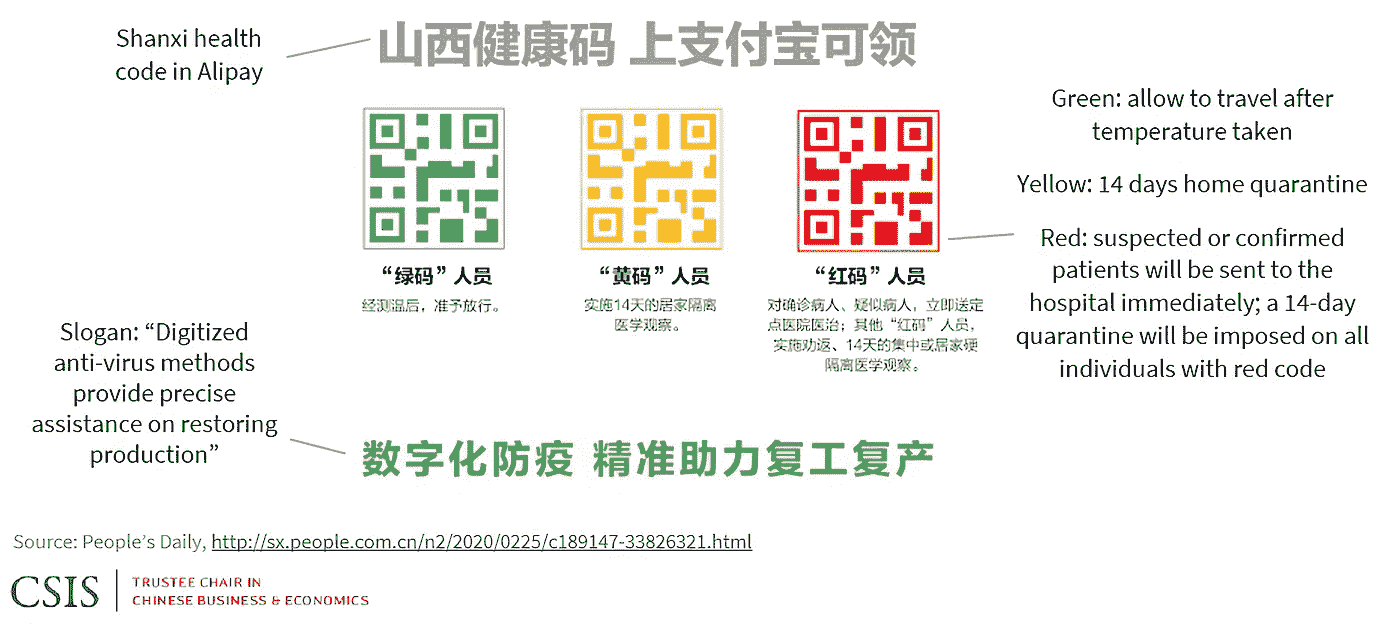 Shanxi health
code in Alipay
山西健康码 上支付宝可领
Green: allow to travel after
temperature taken
Yellow: 14 days home quarantine
Red: suspected or confirmed
patients will be sent to the
hospital immediately; a 14-day
quarantine will be imposed on all
individuals with red code
“绿码”人员
经测温后，准予放行。
“黄码”人员
实施14天的居家隔离
医学观察。
“红码”人员
对确诊病人、疑似病人，立即送定
点医院医治；其他“红码”人员，
实施劝返、14天的集中或居家硬
隔离医学观察。
Slogan: “Digitized
anti-virus methods
provide precise
assistance on restoring
production”
数字化防疫 精准助力复工复产
Source: People’s Daily, http://sx.people.com.cn/n2/2020/0225/c189147-33826321.html
CSIS
TRUSTEE CHAIR IN
CHINESE BUSINESS & ECONOMICS